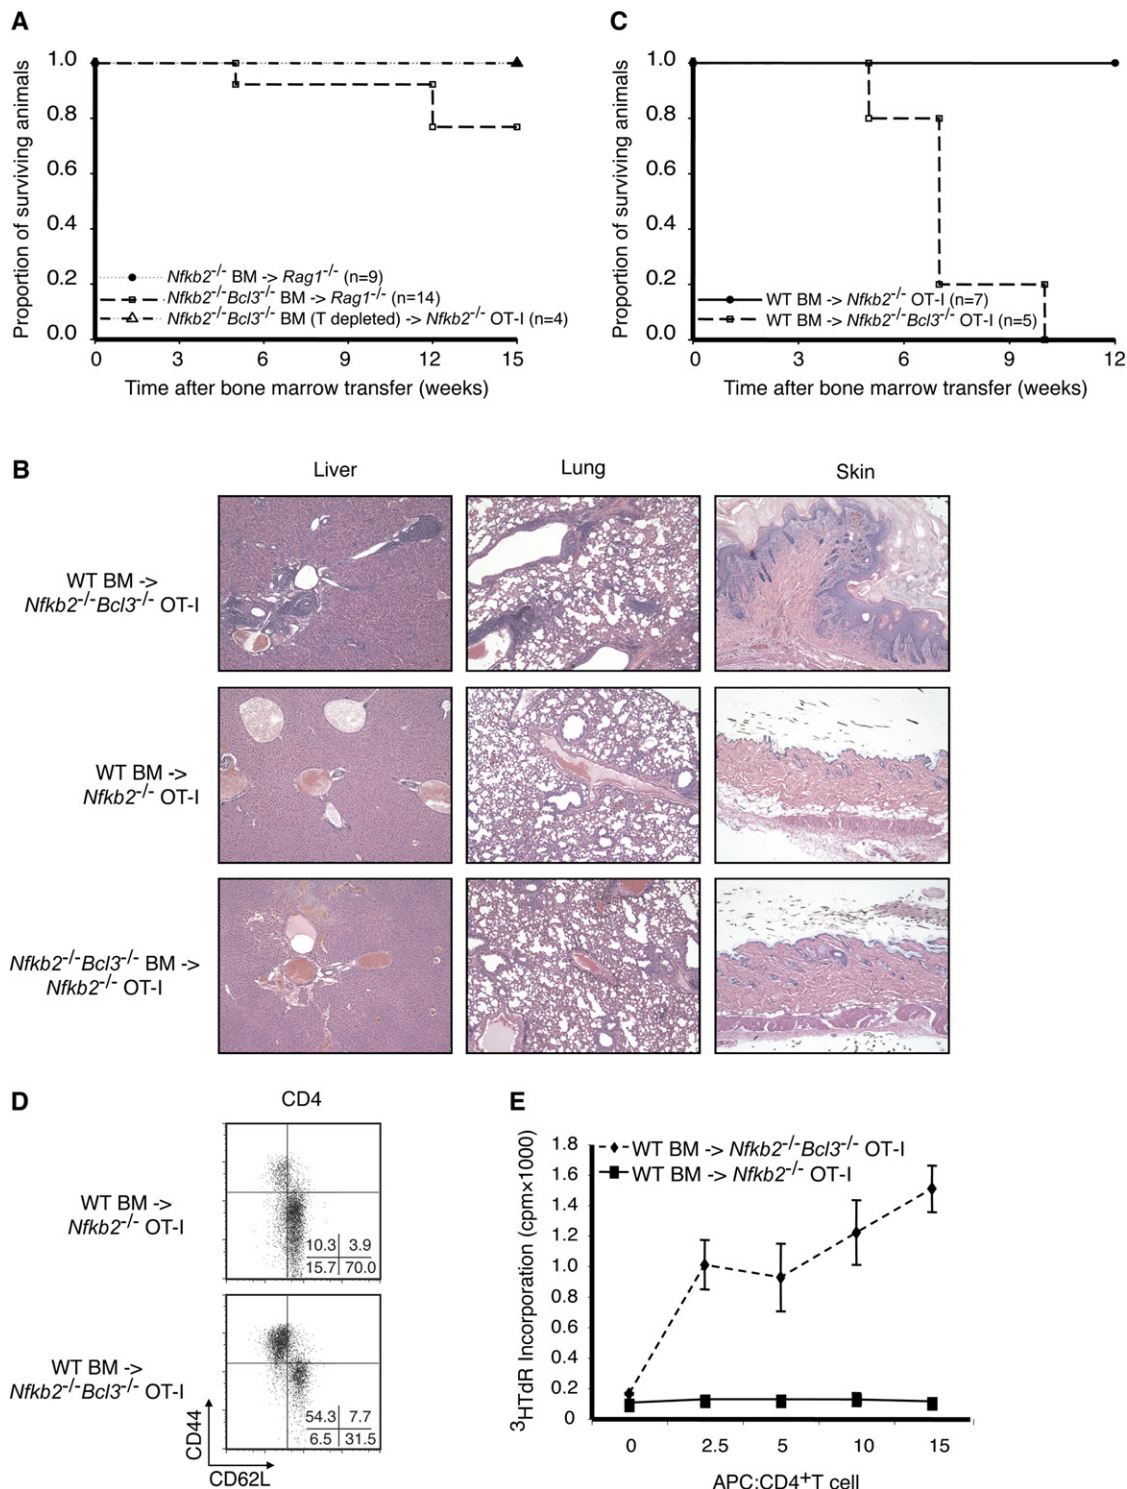 A
Proportion of surviving animals
1.0
0.8
0.6
0.4
0.2
0.0
Nfkb2-/- BM -> Rag1-/- (n=9)
Nfkb2-/-Bcl3-/- BM -> Rag1-/- (n=14)
Nfkb2-/-Bcl3-/- BM (T depleted) -> Nfkb2-/- OT-I (n=4)
0 3 6 9 12 15
Time after bone marrow transfer (weeks)
C
Proportion of surviving animals
1.0
0.8
0.6
0.4
0.2
0.0
WT BM -> Nfkb2-/- OT-I (n=7)
WT BM -> Nfkb2-/-Bcl3-/- OT-I (n=5)
0 3 6 9 12
Time after bone marrow transfer (weeks)
B
Liver Lung Skin
WT BM ->
Nfkb2-/-Bcl3-/- OT-I
WT BM ->
Nfkb2-/- OT-I
Nfkb2-/-Bcl3-/- BM ->
Nfkb2-/- OT-I
D
CD4
WT BM ->
Nfkb2-/- OT-I
10.3 3.9
15.7 70.0
WT BM ->
Nfkb2-/-Bcl3-/- OT-I
54.3 7.7
6.5 31.5
CD44
CD62L
E
3HTdR Incorporation (cpm×1000)
1.8
1.6
1.4
1.2
1.0
0.8
0.6
0.4
0.2
0
WT BM -> Nfkb2-/-Bcl3-/- OT-I
WT BM -> Nfkb2-/- OT-I
0 2.5 5 10 15
APC:CD4+T cell